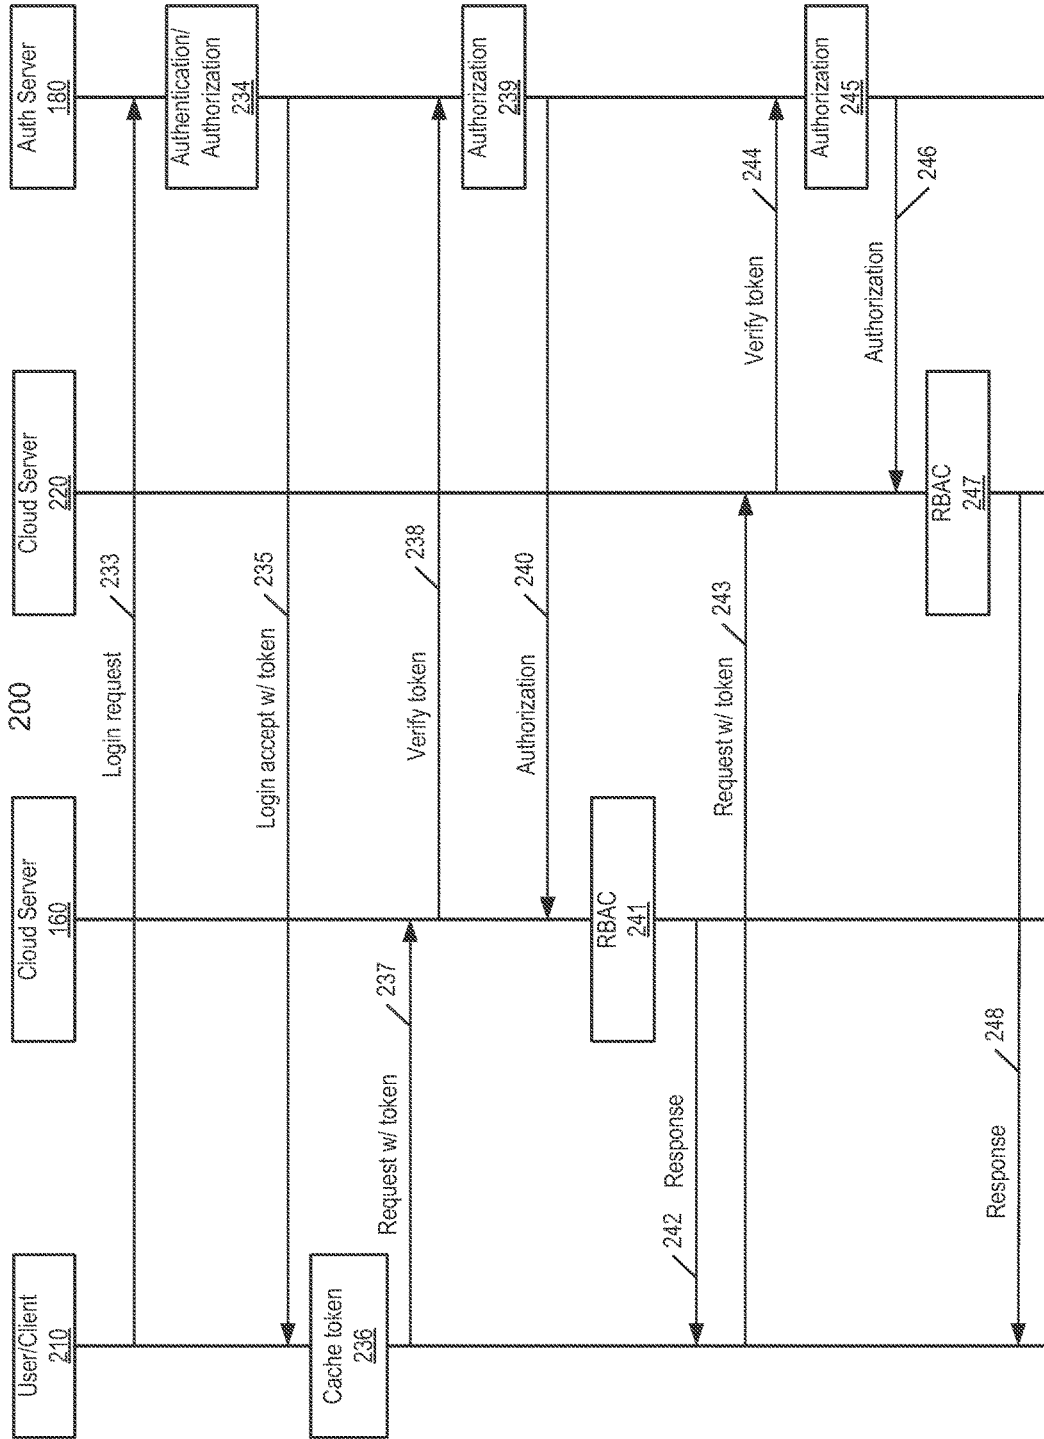 200
User/Client
210
Cloud Server
160
Cloud Server
220
Auth Server
180
Login request
233
Authentication/
Authorization
234
Login accept w/ token
235
Cache token
236
Request w/ token
237
Verify token
238
Authorization
239
Authorization
240
RBAC
241
242
Response
Request w/ token
243
Verify token
244
Authorization
245
Authorization
246
RBAC
247
Response
248